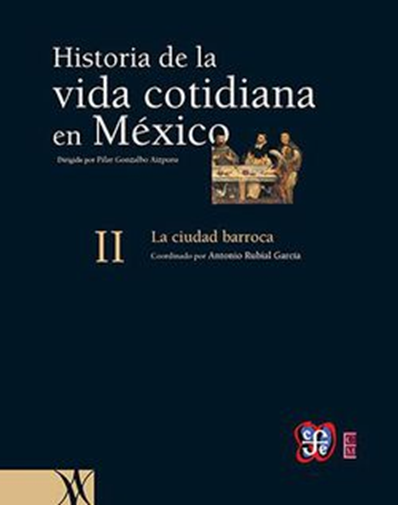 Historia de la
vida cotidiana
en México
Dirigida por Pilar Gonzalbo Aizpuru
II
La ciudad barroca
Coordinado por Antonio Rubial García
cfe